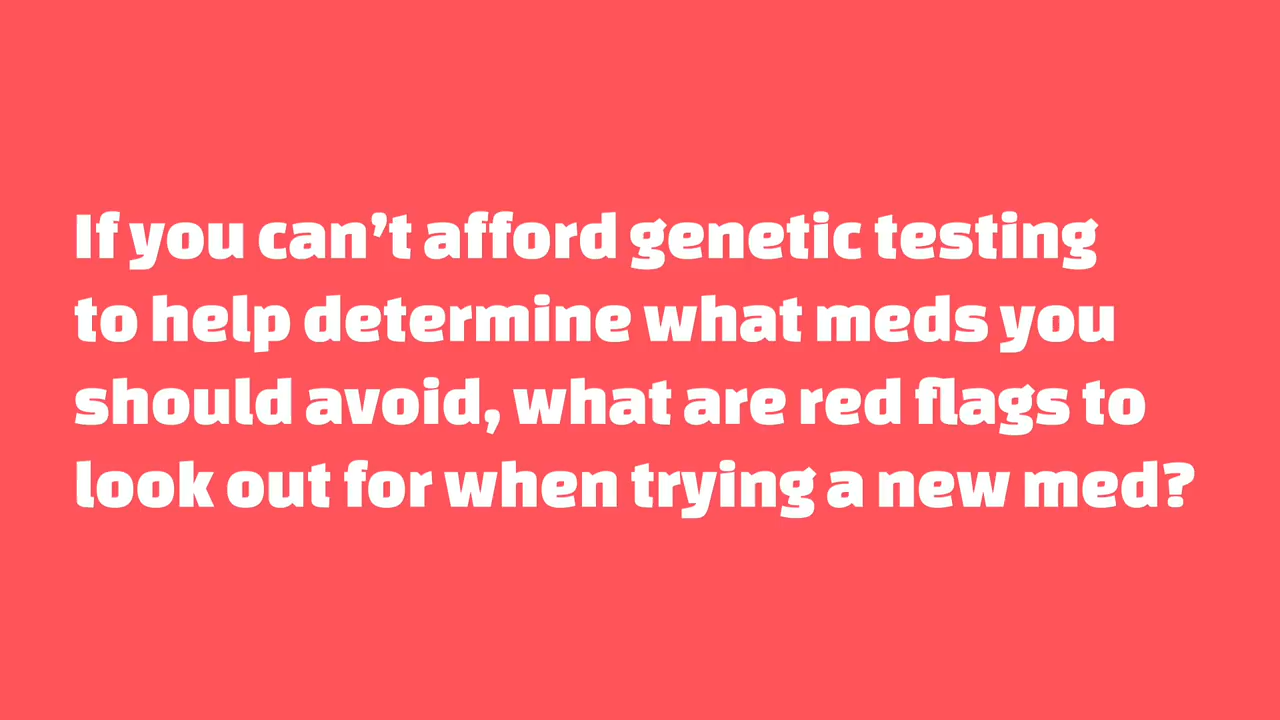 If you can’t afford genetic testing
to help determine what meds you
should avoid, what are red flags to
look out for when trying a new med?